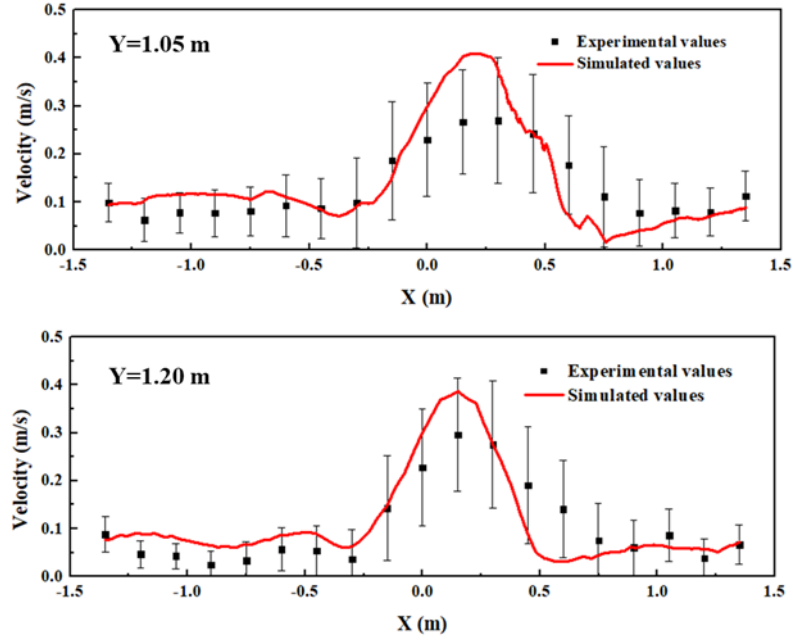 0.5
Y=1.05 m
Experimental values
Simulated values
0.4
0.3
0.2
0.1
0.0
Velocity (m/s)
-1.5 -1.0 -0.5 0.0 0.5 1.0 1.5
X (m)
0.5
Y=1.20 m
Experimental values
Simulated values
0.4
0.3
0.2
0.1
0.0
Velocity (m/s)
-1.5 -1.0 -0.5 0.0 0.5 1.0 1.5
X (m)